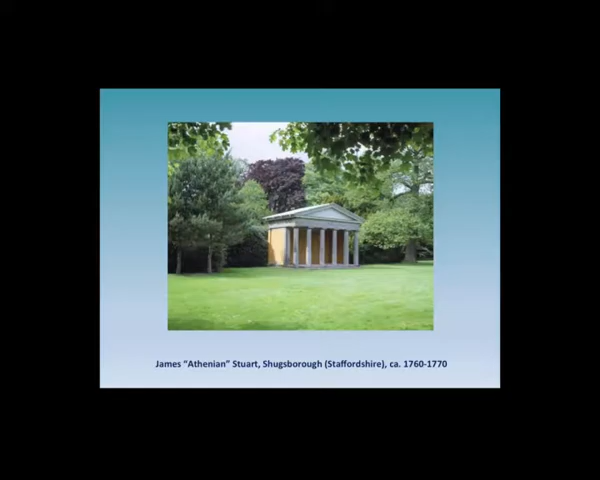 James “Athenian” Stuart, Shugsborough (Staffordshire), ca. 1760-1770